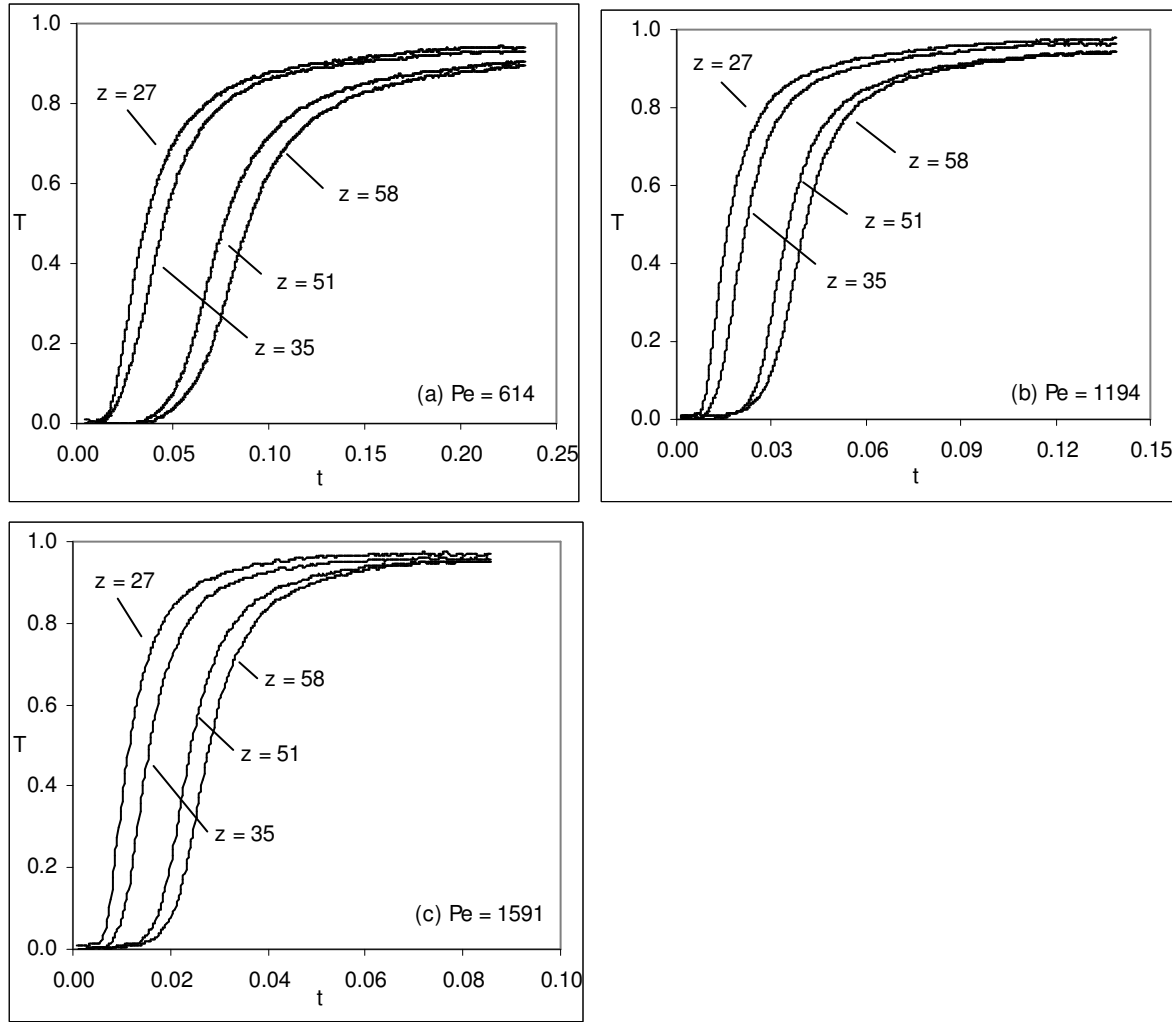 1.0
0.8
0.6
0.4
0.2
0.0
T
z = 27
z = 58
z = 51
z = 35
(a) Pe = 614
0.00 0.05 0.10 0.15 0.20 0.25
t
1.0
0.8
0.6
0.4
0.2
0.0
T
z = 27
z = 58
z = 51
z = 35
(b) Pe = 1194
0.00 0.03 0.06 0.09 0.12 0.15
t
1.0
0.8
0.6
0.4
0.2
0.0
T
z = 27
z = 58
z = 51
z = 35
(c) Pe = 1591
0.00 0.02 0.04 0.06 0.08 0.10
t